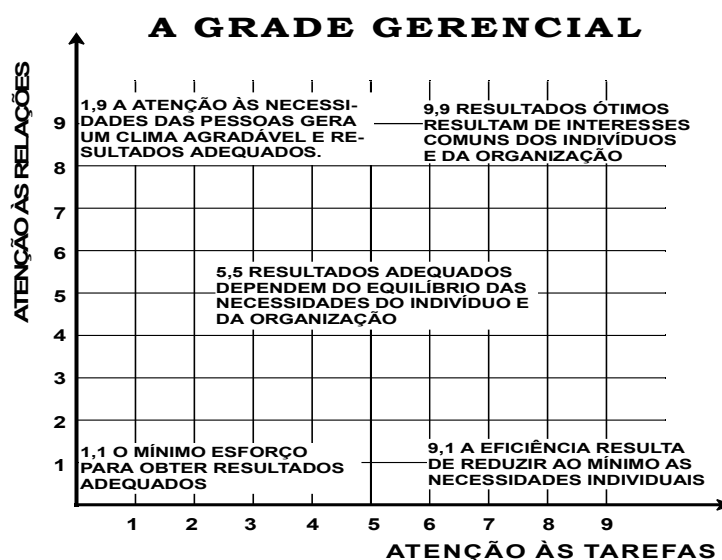 A GRADE GERENCIAL
ATENÇÃO ÀS RELAÇÕES
9
8
7
6
5
4
3
2
1
1,9 A ATENÇÃO ÀS NECESSI-
DADES DAS PESSOAS GERA
UM CLIMA AGRADÁVEL E RE-
SULTADOS ADEQUADOS.
9,9 RESULTADOS ÓTIMOS
RESULTAM DE INTERESSES
COMUNS DOS INDIVÍDUOS
E DA ORGANIZAÇÃO
5,5 RESULTADOS ADEQUADOS
DEPENDEM DO EQUILÍBRIO DAS
NECESSIDADES DO INDIVÍDUO E
DA ORGANIZAÇÃO
1,1 O MÍNIMO ESFORÇO
PARA OBTER RESULTADOS
ADEQUADOS
9,1 A EFICIÊNCIA RESULTA
DE REDUZIR AO MÍNIMO AS
NECESSIDADES INDIVIDUAIS
1 2 3 4 5 6 7 8 9
ATENÇÃO ÀS TAREFAS